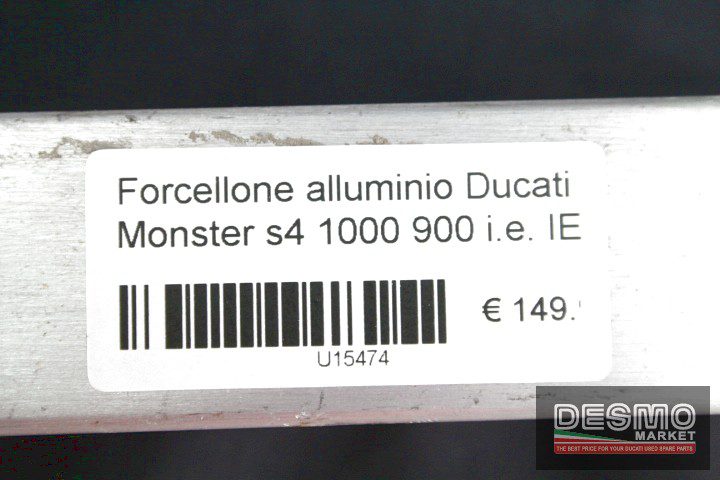 Forcellone alluminio Ducati
Monster s4 1000 900 i.e. IE
€ 149.
U15474
DESMO
MARKET
THE BEST PRICE FOR YOUR DUCATI USED SPARE PARTS